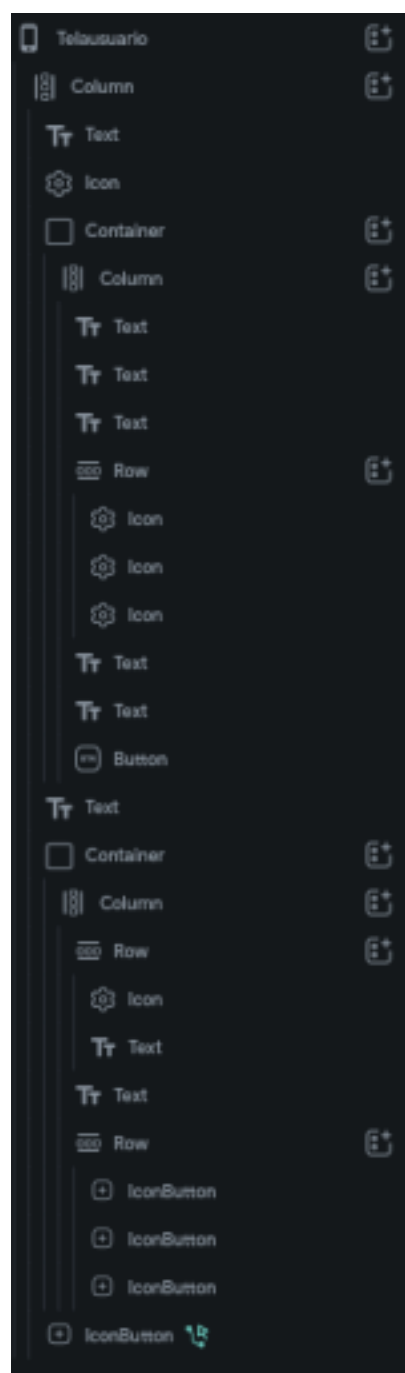 Telausuario
Column
Text
Icon
Container
Column
Text
Text
Text
Row
Icon
Icon
Icon
Text
Text
Button
Text
Container
Column
Row
Icon
Text
Text
Row
IconButton
IconButton
IconButton
IconButton